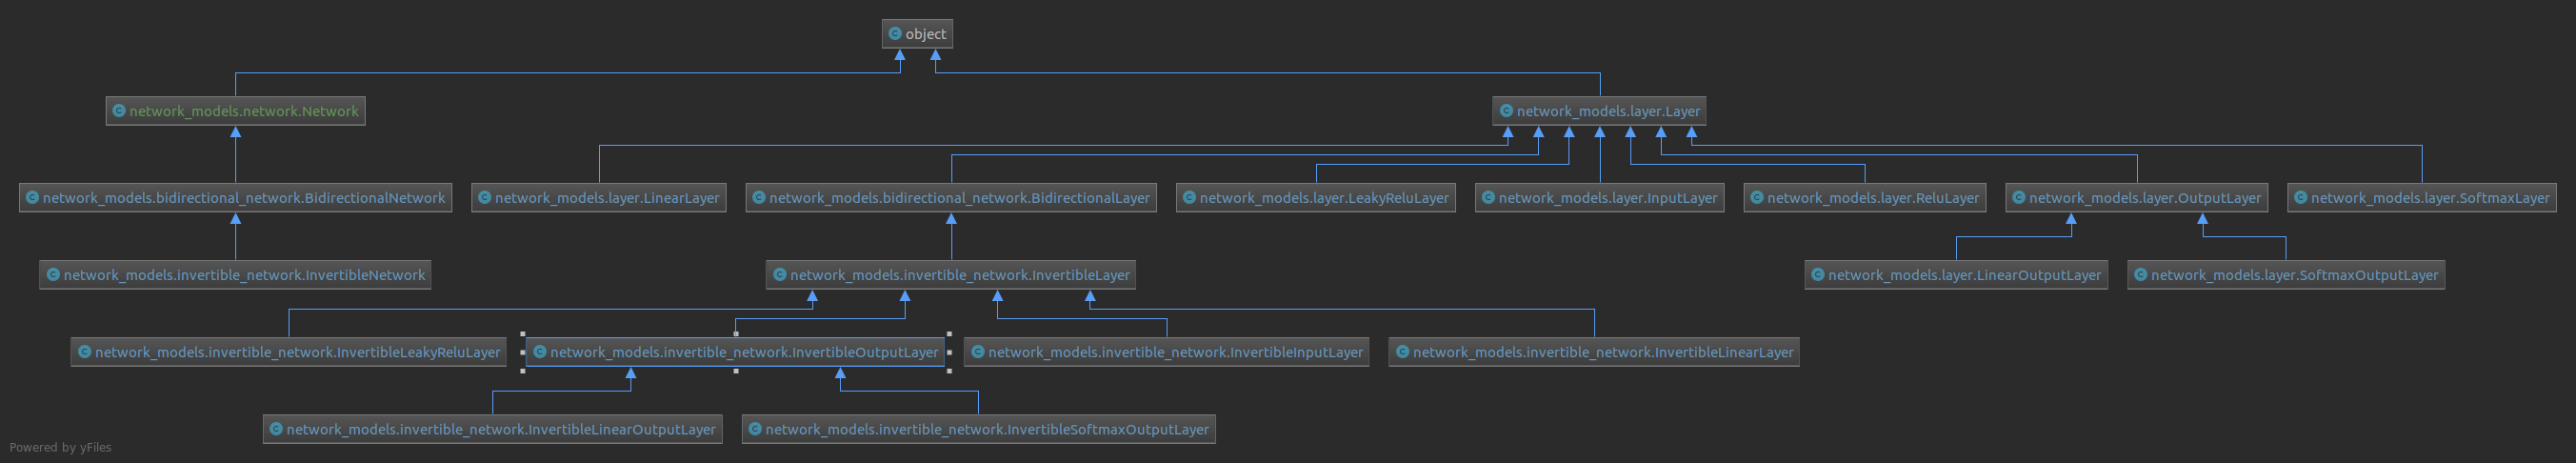 object
network_models.network.Network
network_models.layer.Layer
network_models.bidirectional_network.BidirectionalNetwork
network_models.layer.LinearLayer
network_models.bidirectional_network.BidirectionalLayer
network_models.layer.LeakyReluLayer
network_models.layer.InputLayer
network_models.layer.ReluLayer
network_models.layer.OutputLayer
network_models.layer.SoftmaxLayer
network_models.invertible_network.InvertibleNetwork
network_models.invertible_network.InvertibleLayer
network_models.layer.LinearOutputLayer
network_models.layer.SoftmaxOutputLayer
network_models.invertible_network.InvertibleLeakyReluLayer
network_models.invertible_network.InvertibleOutputLayer
network_models.invertible_network.InvertibleInputLayer
network_models.invertible_network.InvertibleLinearLayer
network_models.invertible_network.InvertibleLinearOutputLayer
network_models.invertible_network.InvertibleSoftmaxOutputLayer
Powered by yFiles